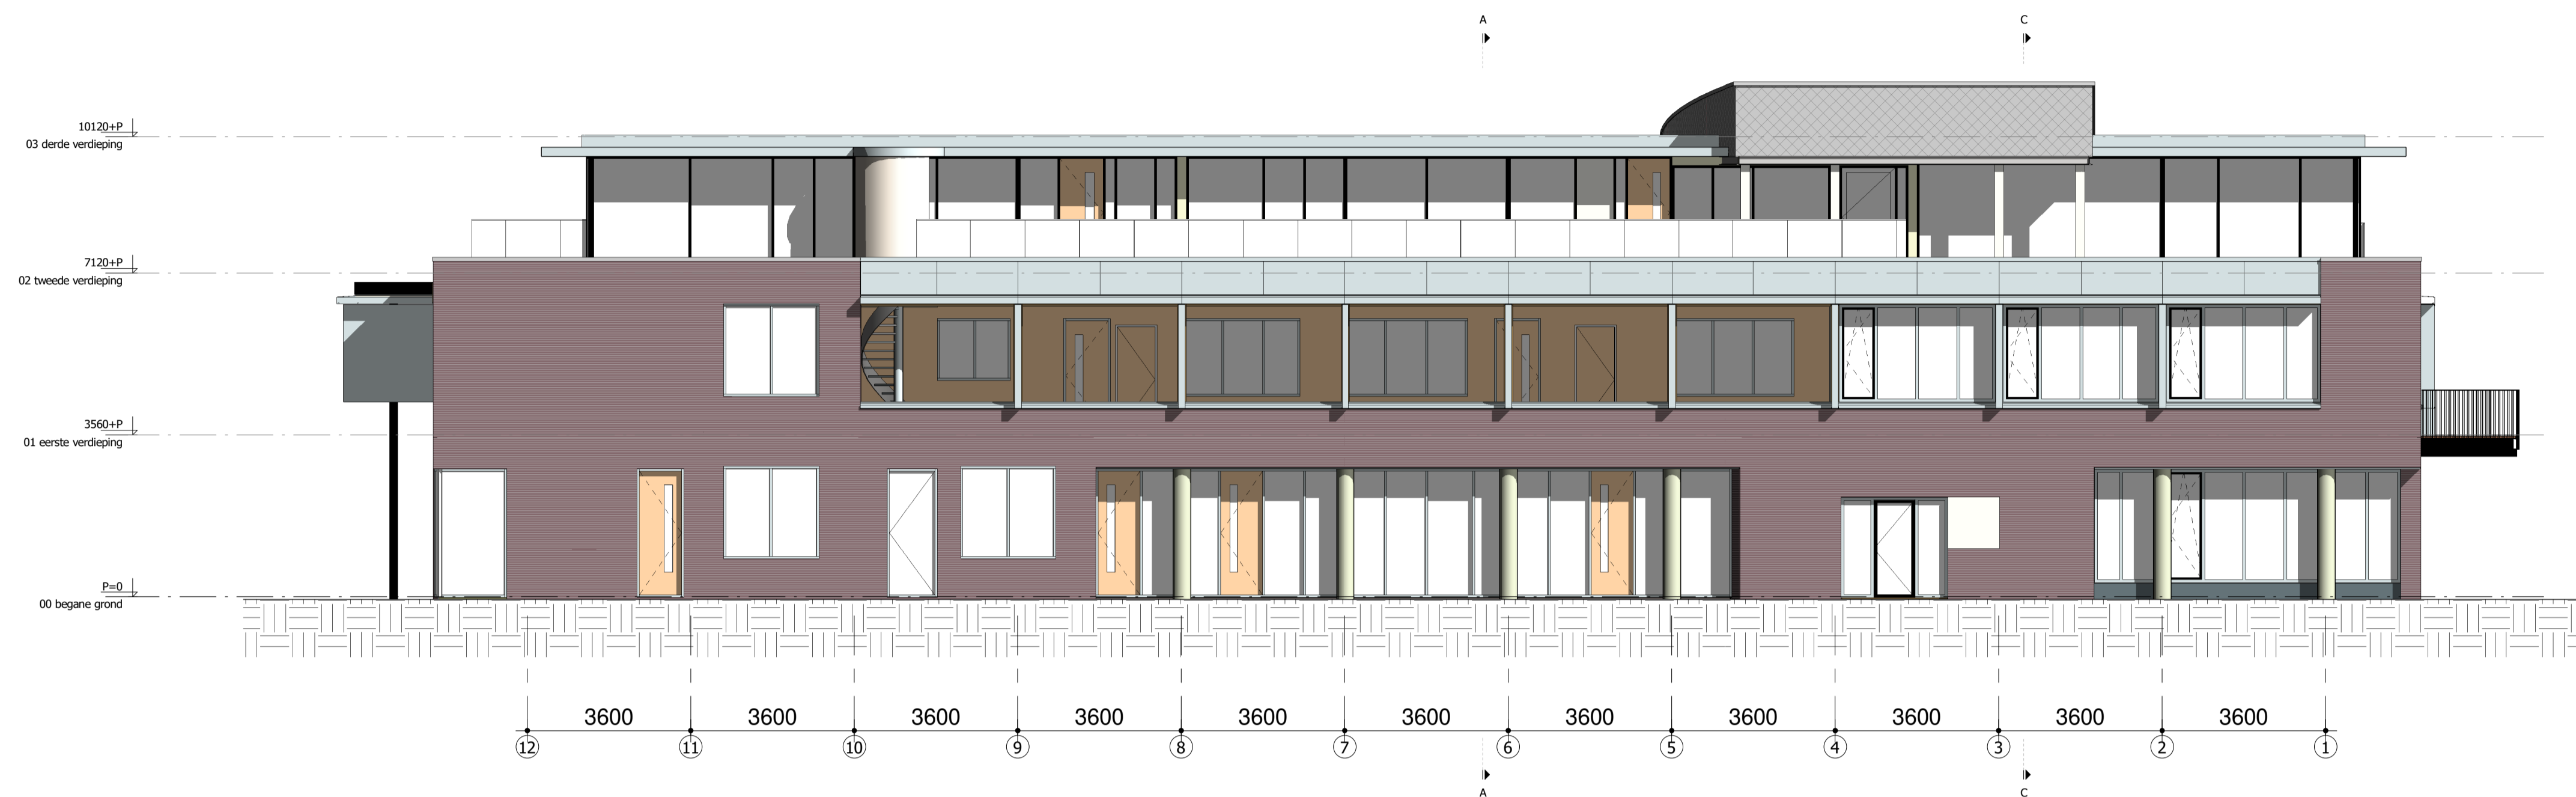 A
C
10120+P
03 derde verdieping
7120+P
02 tweede verdieping
3560+P
01 eerste verdieping
P=0
00 begane grond
3600 3600 3600 3600 3600 3600 3600 3600 3600 3600 3600
12 11 10 9 8 7 6 5 4 3 2 1
A
C